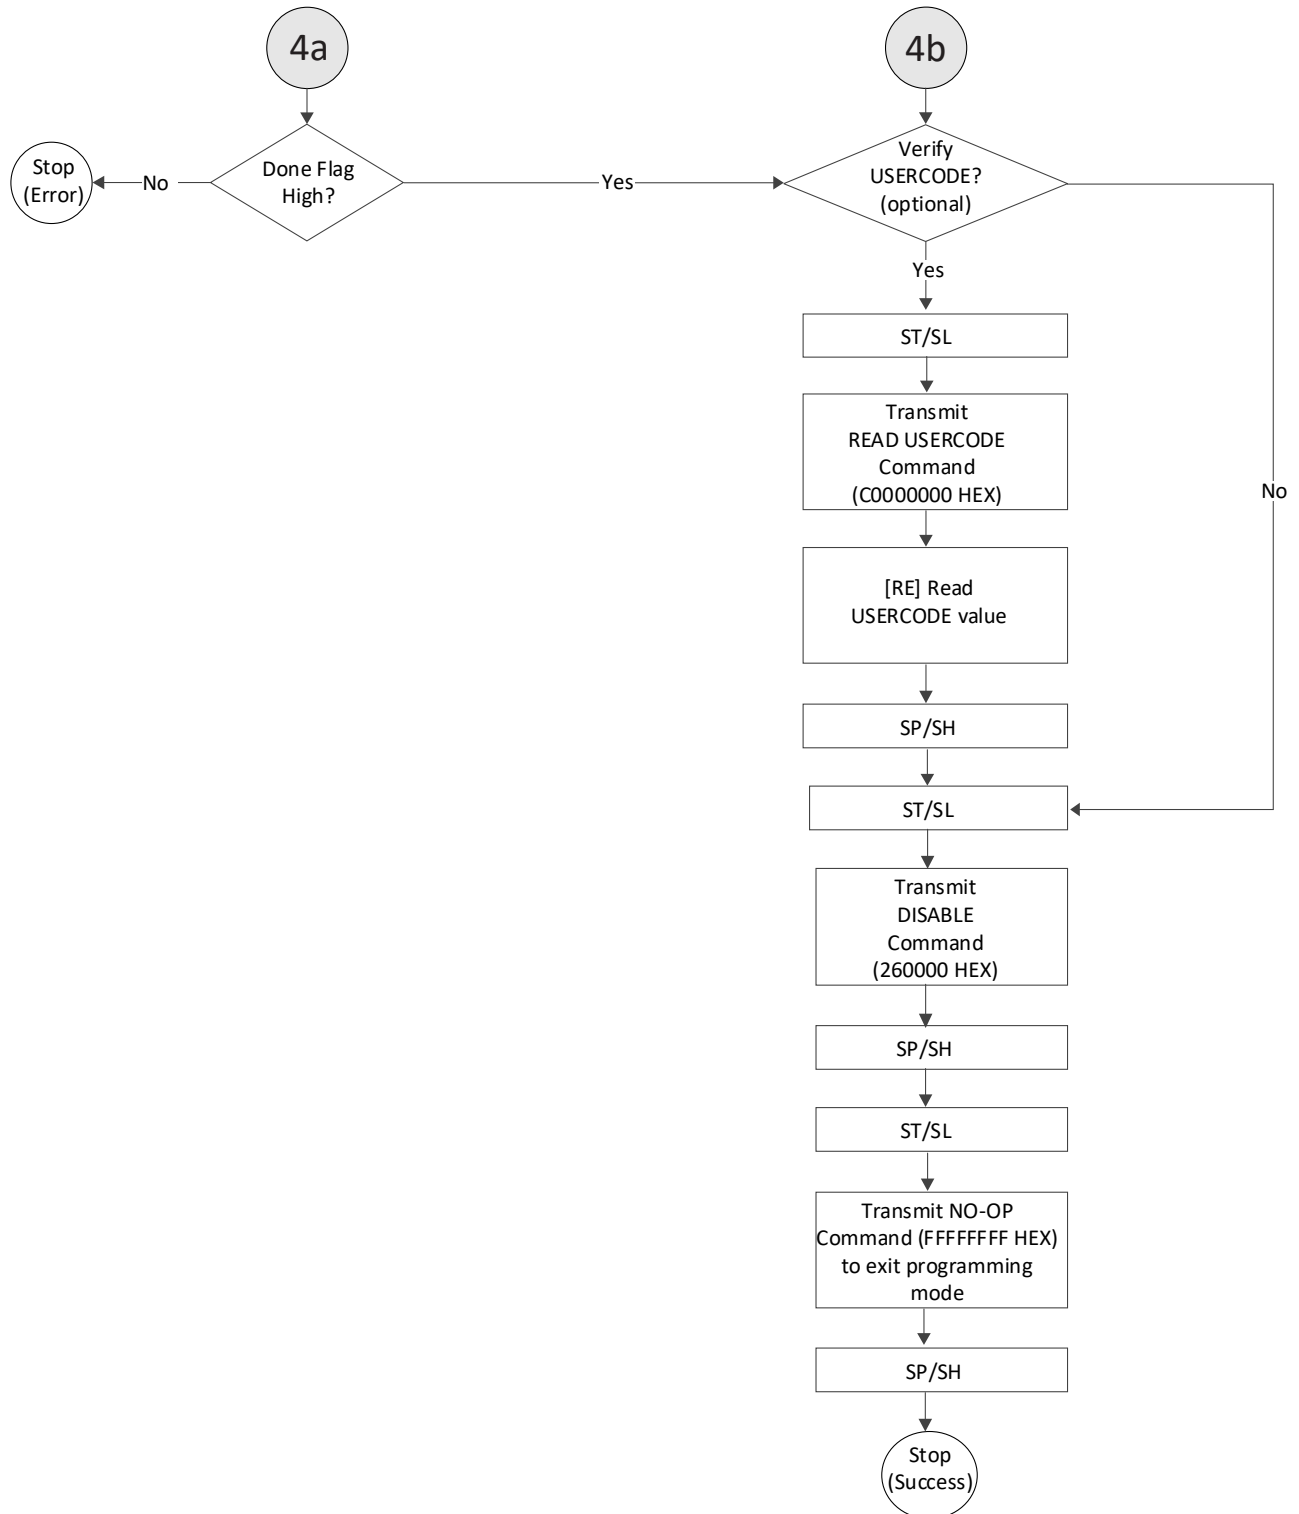 4a
4b
Stop
(Error)
No
Done Flag
High?
Yes
Verify
USERCODE?
(optional)
Yes
ST/SL
Transmit
READ USERCODE
Command
(C0000000 HEX)
No
[RE] Read
USERCODE value
SP/SH
ST/SL
Transmit
DISABLE
Command
(260000 HEX)
SP/SH
ST/SL
Transmit NO-OP
Command (FFFFFFFF HEX)
to exit programming
mode
SP/SH
Stop
(Success)